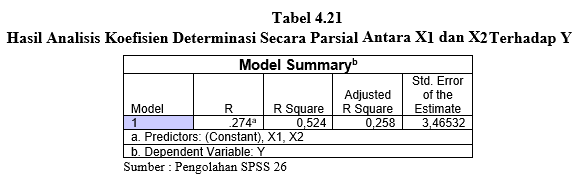 Tabel 4.21
Hasil Analisis Koefisien Determinasi Secara Parsial Antara X1 dan X2Terhadap Y
Model Summaryb
Model R R Square Adjusted R Square Std. Error of the Estimate
1 .274a 0,524 0,258 3,46532
a. Predictors: (Constant), X1, X2
b. Dependent Variable: Y
Sumber : Pengolahan SPSS 26